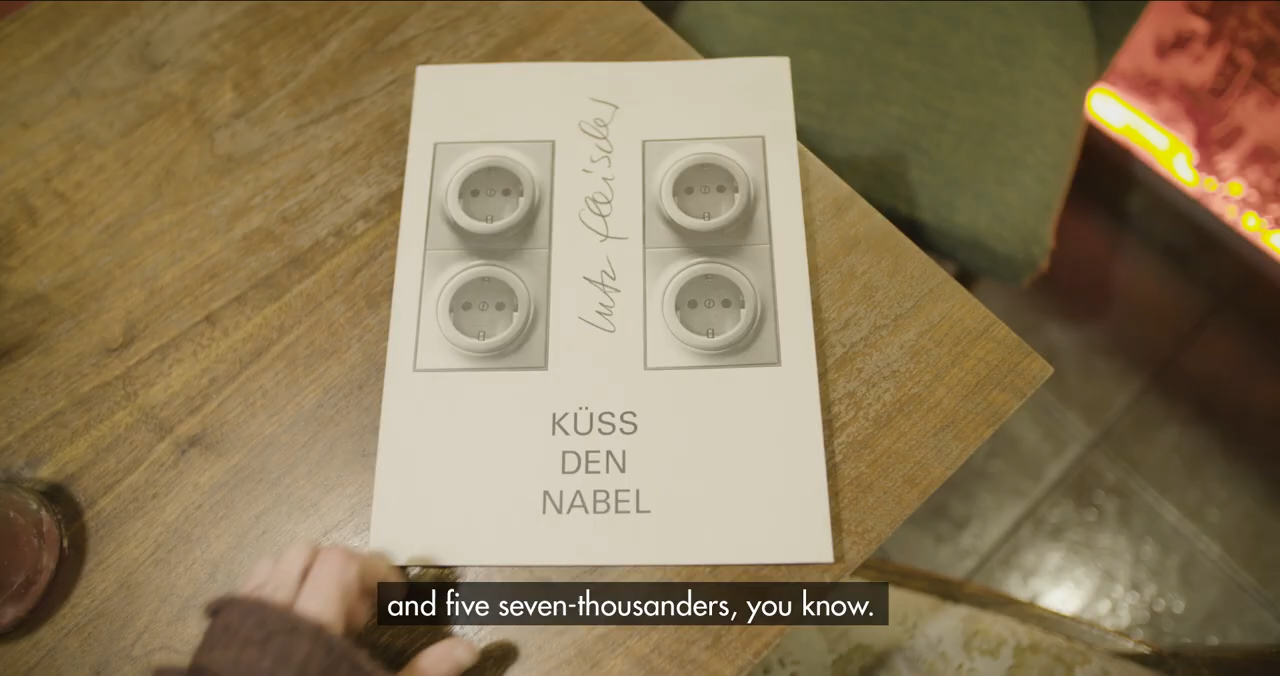 Lutz Fleischer
KÜSS
DEN
NABEL
and five seven-thousanders, you know.